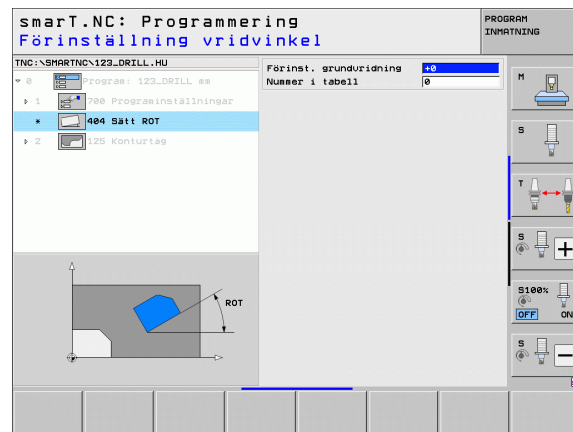 smarT.NC: Programmering
Förinställning vridvinkel
PROGRAM
INMATNING
TNC:\SMARTNC\123_DRILL.HU
0 Program: 123_DRILL mm
1 700 Programinställningar
* 404 Sätt ROT
2 125 Konturtåg
Förinst. grundvridning +0
Nummer i tabell 0
ROT
M
S
T
S
+
S100%
OFF ON
S
-